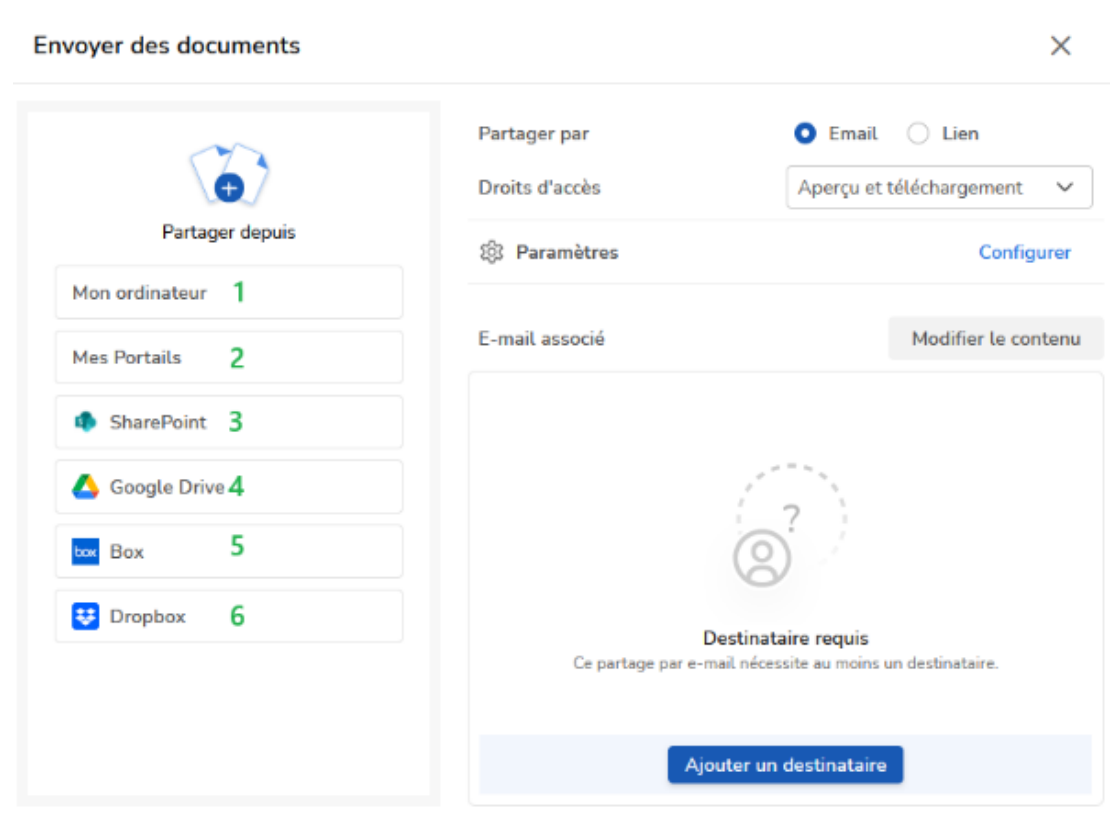 Envoyer des documents
Partager depuis
Mon ordinateur 1
Mes Portails 2
SharePoint 3
Google Drive 4
box Box 5
Dropbox 6
Partager par Email Lien
Droits d'accès Aperçu et téléchargement
Paramètres Configurer
E-mail associé Modifier le contenu
?
Destinataire requis
Ce partage par e-mail nécessite au moins un destinataire.
Ajouter un destinataire